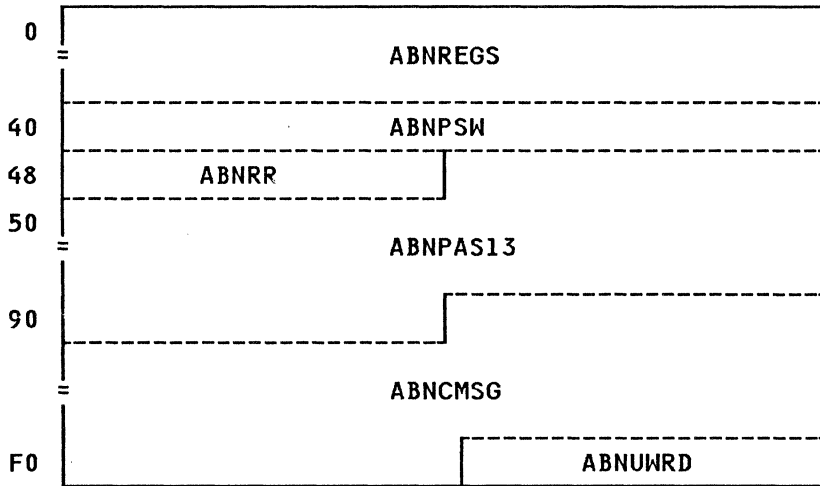 0
= ABNREGS
40 ABNPSW
48 ABNRR
50
= ABNPAS13
90
= ABNCMSG
F0 ABNUWRD